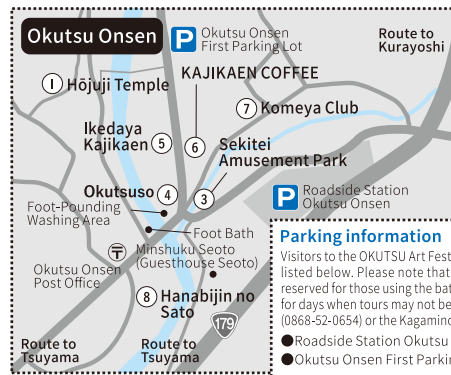 Okutsu Onsen
P
Okutsu Onsen
First Parking Lot
Route to
Kurayoshi
KAJIKAEN COFFEE
1 Hōjuji Temple
7 Komeya Club
Ikedaya
Kajikaen 5
6
Sekitei
Amusement Park
Okutsuso 4
3
P
Roadside Station
Okutsu Onsen
Foot-Pounding
Washing Area
Foot Bath
〒
Minshuku Seoto
(Guesthouse Seoto)
Okutsu Onsen
Post Office
8 Hanabijin no
Sato
179
Route to
Tsuyama
Route to
Tsuyama
Parking information
Visitors to the OKUTSU Art Fest
listed below. Please note that
reserved for those using the bat
for days when tours may not be
(0868-52-0654) or the Kagamino
●Roadside Station Okutsu
●Okutsu Onsen First Parkin